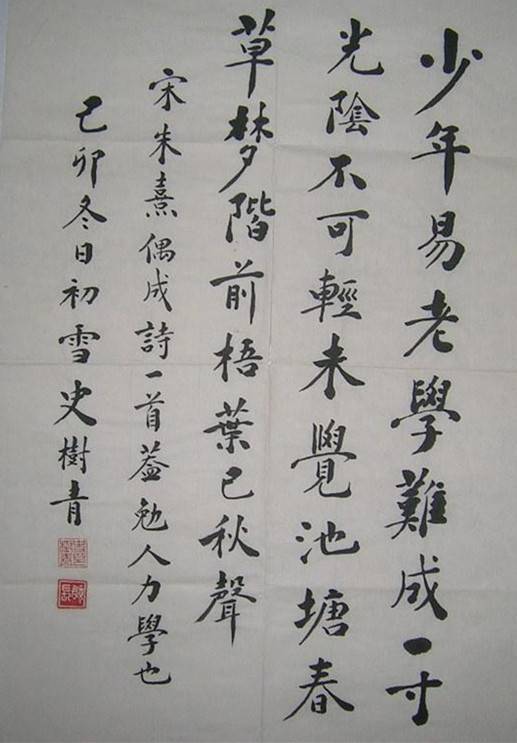 少年易老學難成一寸
光陰不可輕未覺池塘春
草梦階前梧葉已秋聲
宋朱熹偶成詩一首蓋勉人力學也
己卯冬日初雪史樹青